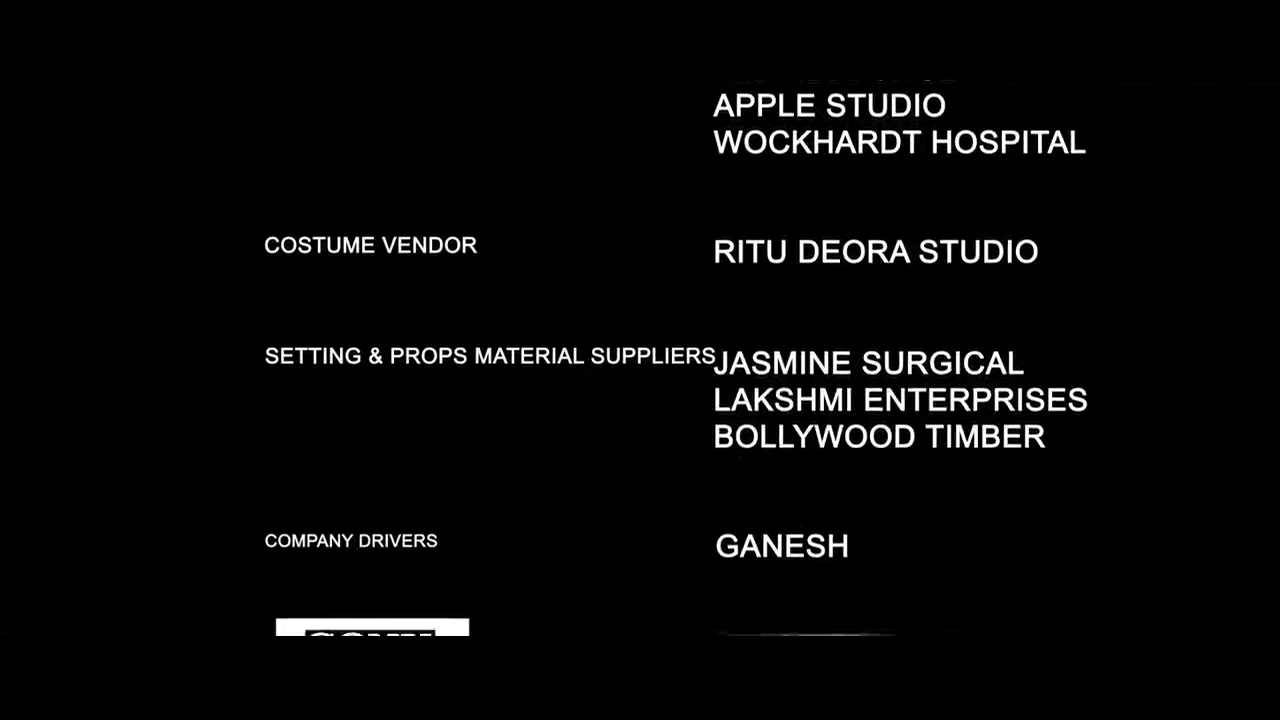 APPLE STUDIO
WOCKHARDT HOSPITAL
COSTUME VENDOR
RITU DEORA STUDIO
SETTING & PROPS MATERIAL SUPPLIERS
JASMINE SURGICAL
LAKSHMI ENTERPRISES
BOLLYWOOD TIMBER
COMPANY DRIVERS
GANESH